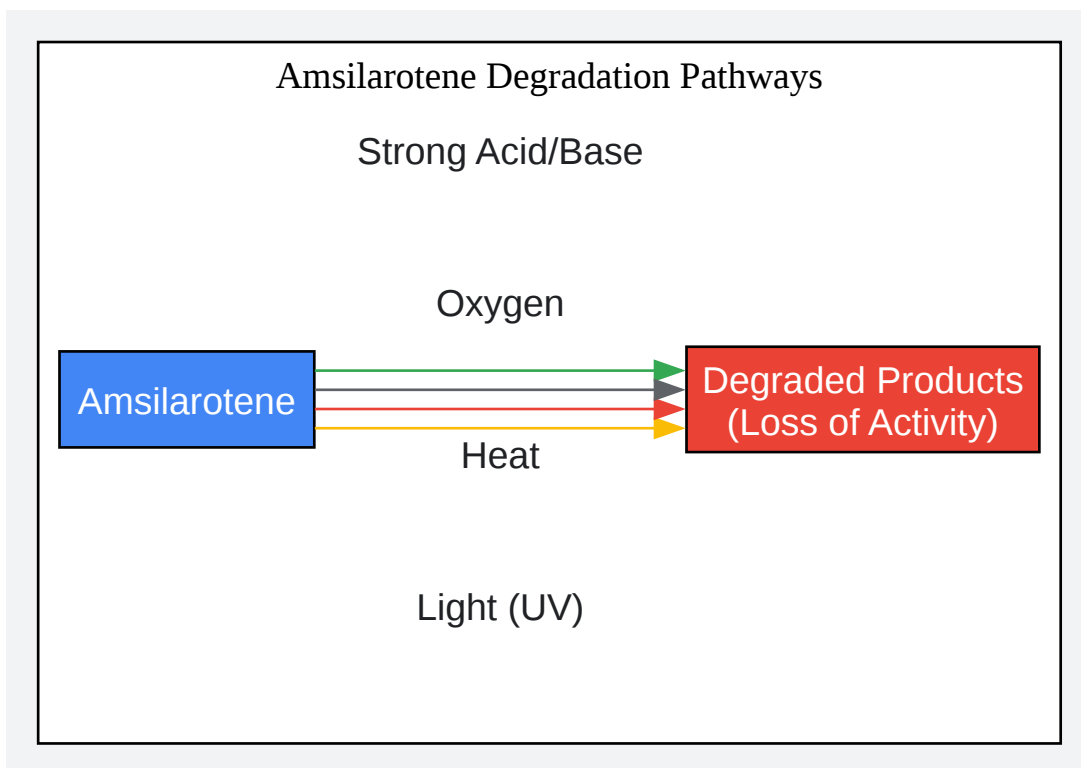 Amsilarotene Degradation Pathways
Strong Acid/Base
Oxygen
Amsilarotene
Degraded Products
(Loss of Activity)
Heat
Light (UV)